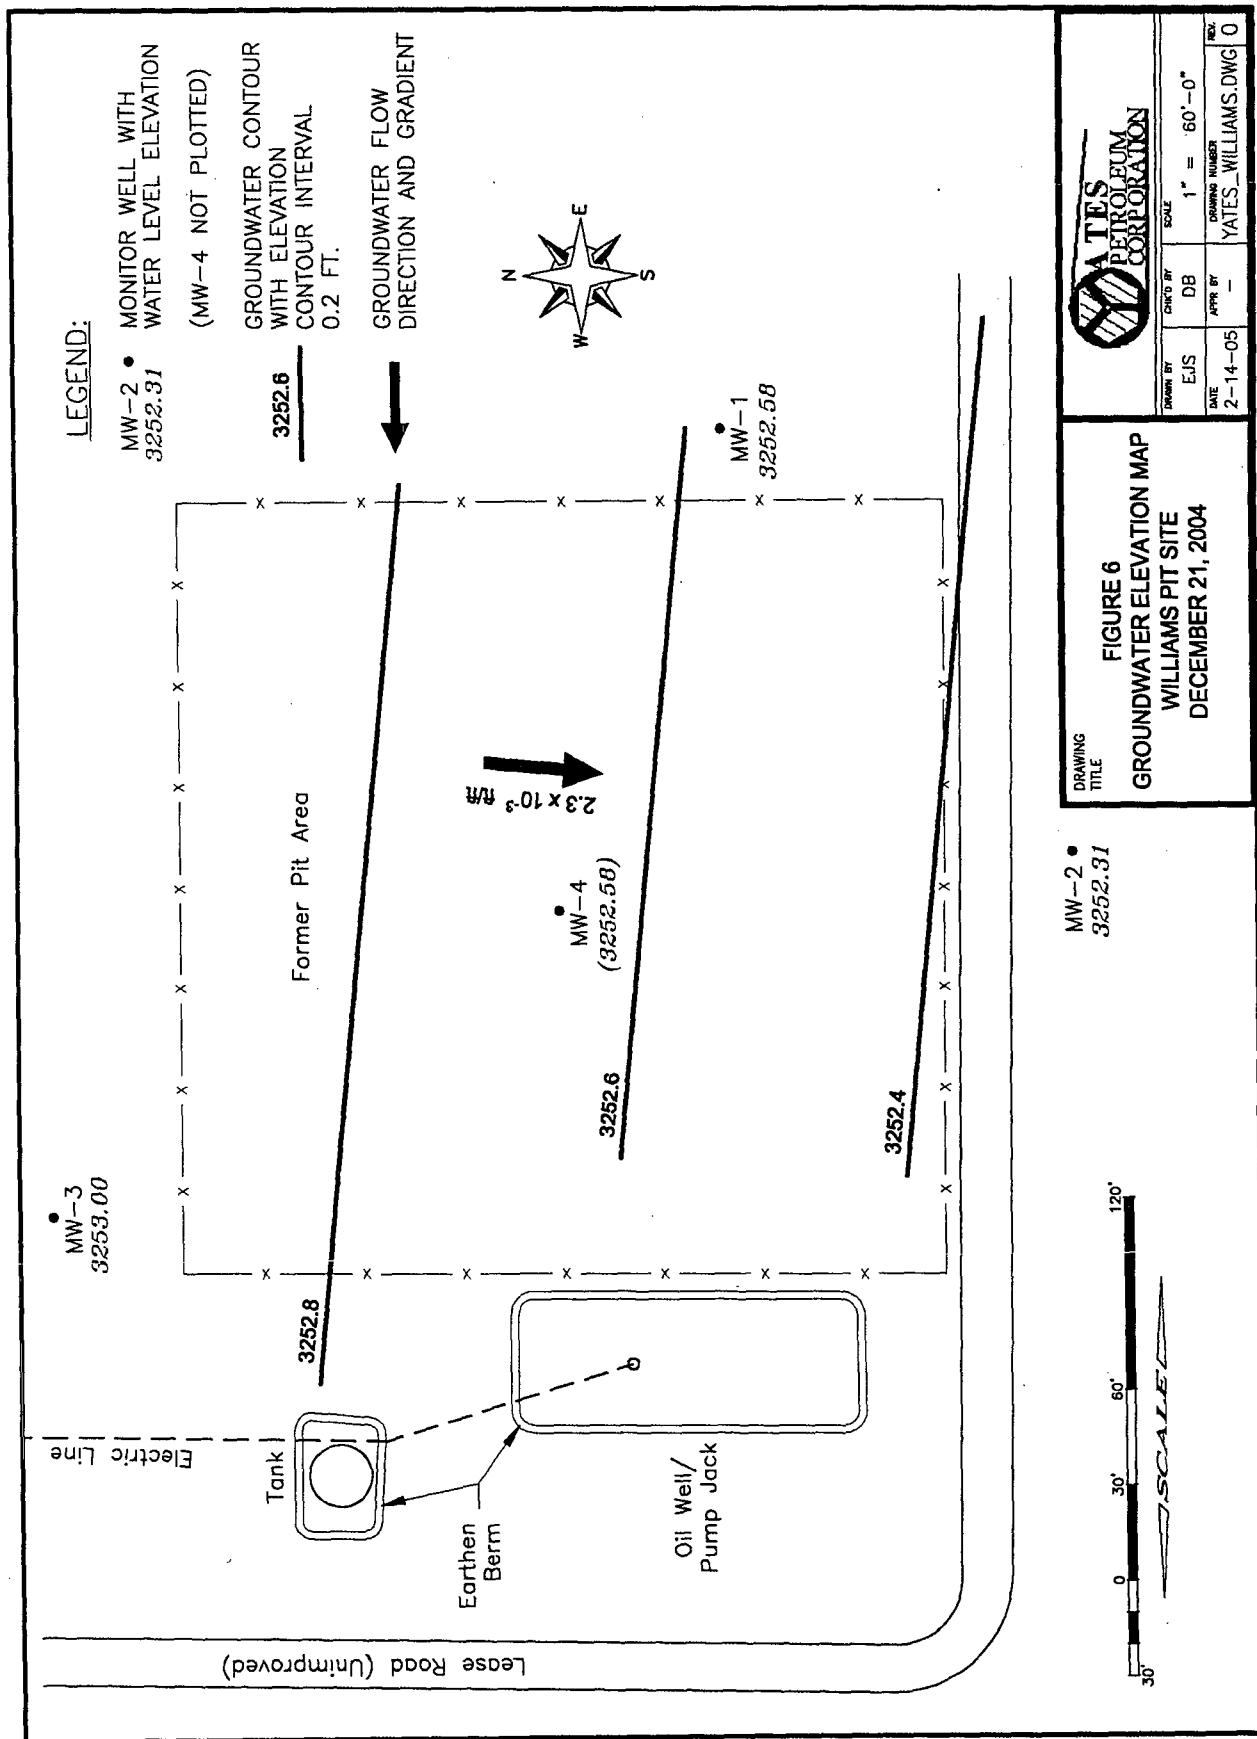 LEGEND:
MW-2
3252.31
MONITOR WELL WITH
WATER LEVEL ELEVATION
(MW-4 NOT PLOTTED)
3252.6
GROUNDWATER CONTOUR
WITH ELEVATION
CONTOUR INTERVAL
0.2 FT.
GROUNDWATER FLOW
DIRECTION AND GRADIENT
N
E
S
W
MW-3
3253.00
Electric Line
Tank
3252.8
Former Pit Area
2.3 x 10-3 ft/ft
MW-4
(3252.58)
3252.6
MW-1
3252.58
Earthen
Berm
Oil Well/
Pump Jack
3252.4
Lease Road (Unimproved)
MW-2
3252.31
30'
0
30'
60'
120'
SCALE
DRAWING
TITLE
FIGURE 6
GROUNDWATER ELEVATION MAP
WILLIAMS PIT SITE
DECEMBER 21, 2004
YATES
PETROLEUM
CORPORATION
DRAWN BY
EJS
CHK'D BY
DB
SCALE
1" = 60'-0"
DATE
2-14-05
APPR BY
-
DRAWING NUMBER
YATES_WILLIAMS.DWG
REV.
0